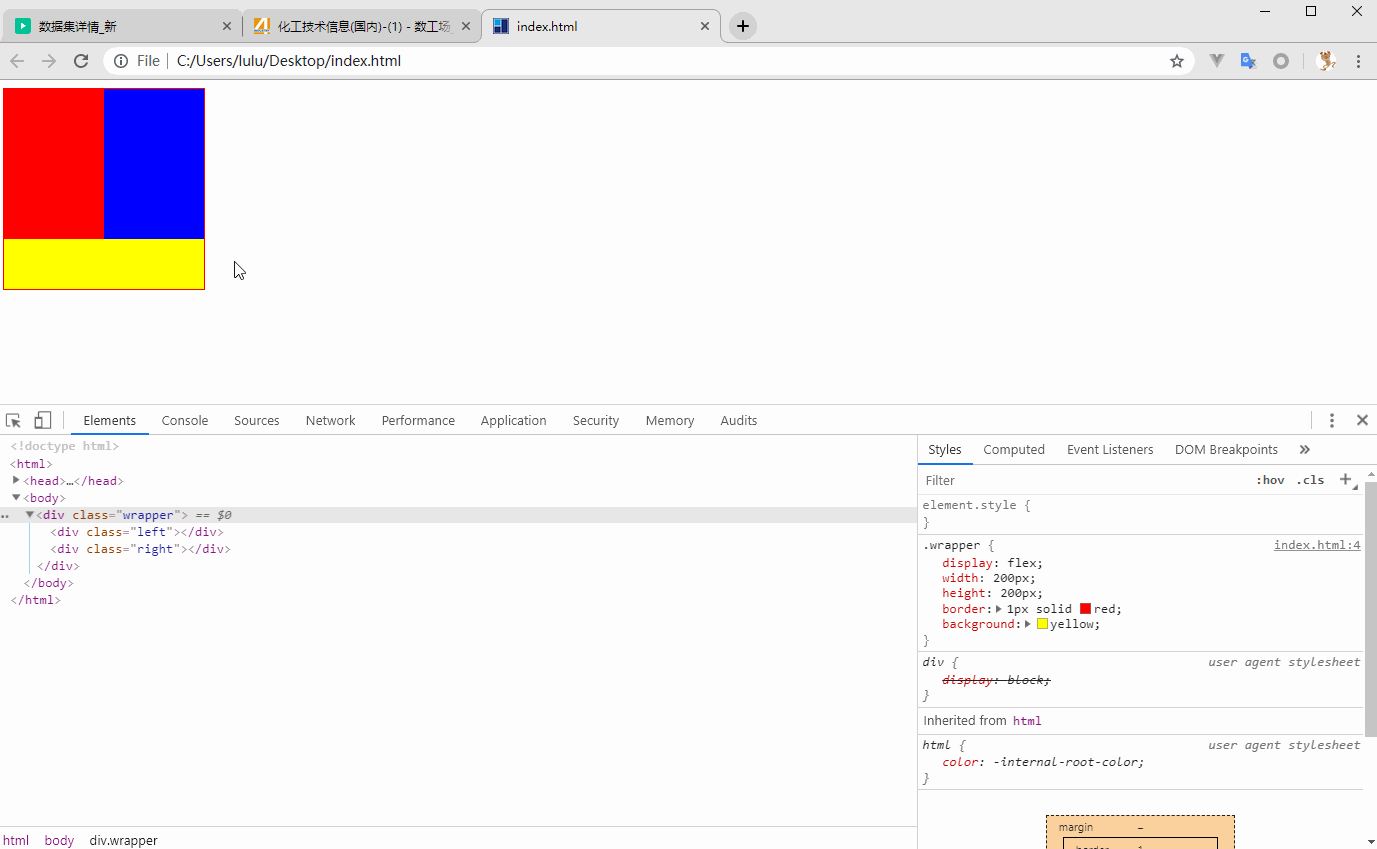 数据集详情_新
化工技术信息(国内)-(1) - 数工场_
index.html
File
C:/Users/lulu/Desktop/index.html
Elements Console Sources Network Performance Application Security Memory Audits
<!doctype html>
<html>
<head>…</head>
<body>
<div class="wrapper"> == $0
<div class="left"></div>
<div class="right"></div>
</div>
</body>
</html>
html body div.wrapper
Styles Computed Event Listeners DOM Breakpoints »
Filter :hov .cls +
element.style {
}
.wrapper { index.html:4
display: flex;
width: 200px;
height: 200px;
border: 1px solid red;
background: yellow;
}
div { user agent stylesheet
display: block;
}
Inherited from html
html { user agent stylesheet
color: -internal-root-color;
}
margin –